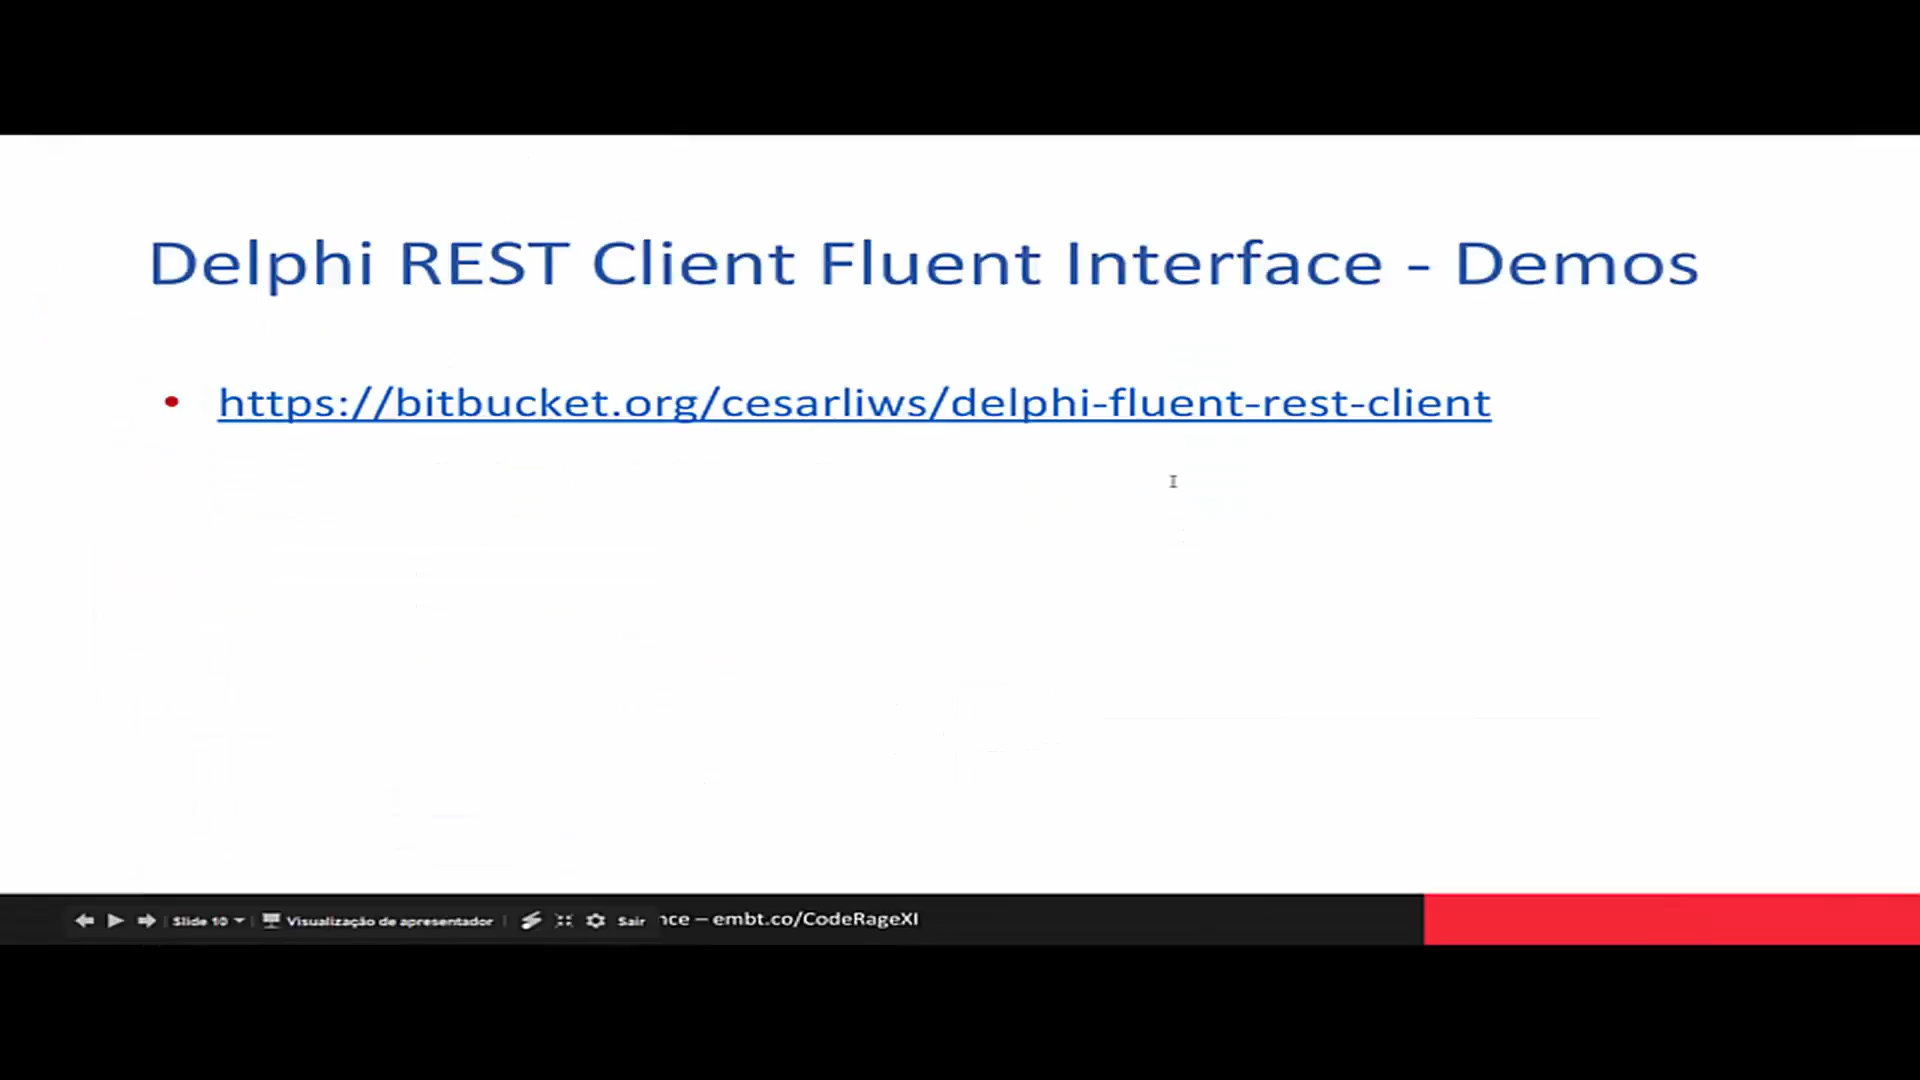 Delphi REST Client Fluent Interface - Demos
• https://bitbucket.org/cesarliws/delphi-fluent-rest-client
Slide 10 Visualização de apresentador Sair nce – embt.co/CodeRageXI